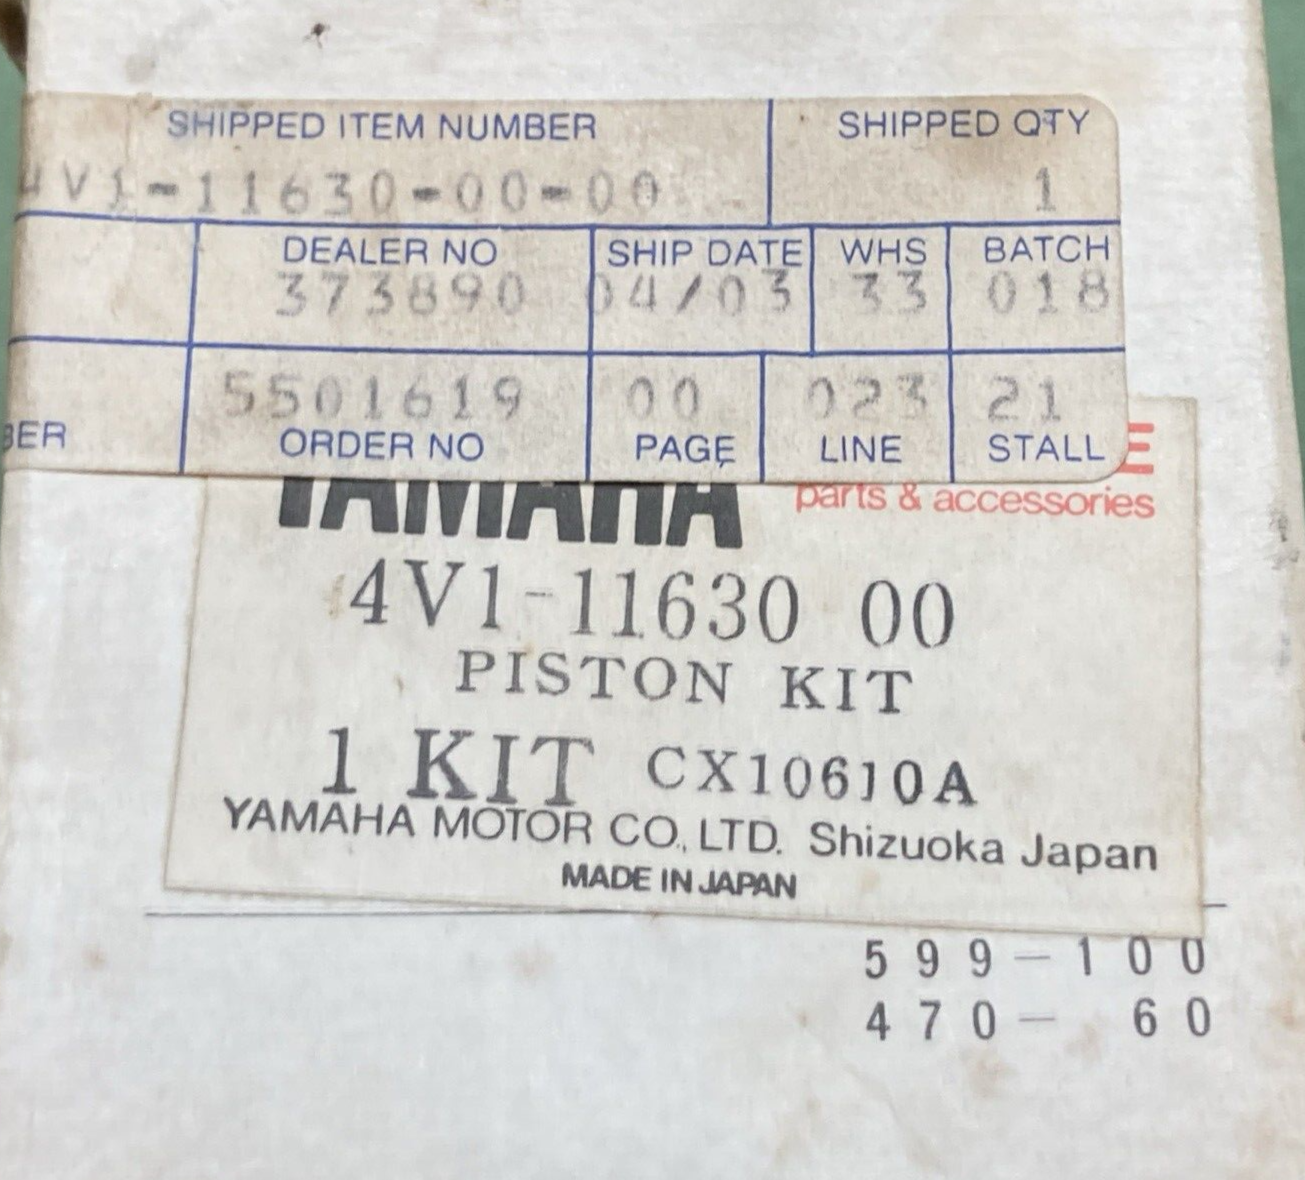 SHIPPED ITEM NUMBER SHIPPED QTY
4V1-11630-00-00 1
DEALER NO SHIP DATE WHS BATCH
373890 04/03 33 018
5501619 00 023 21
BER ORDER NO PAGE LINE STALL
E
YAMAHA parts & accessories
4V1-11630 00
PISTON KIT
1 KIT CX10610A
YAMAHA MOTOR CO., LTD. Shizuoka Japan
MADE IN JAPAN
599-100
470- 60